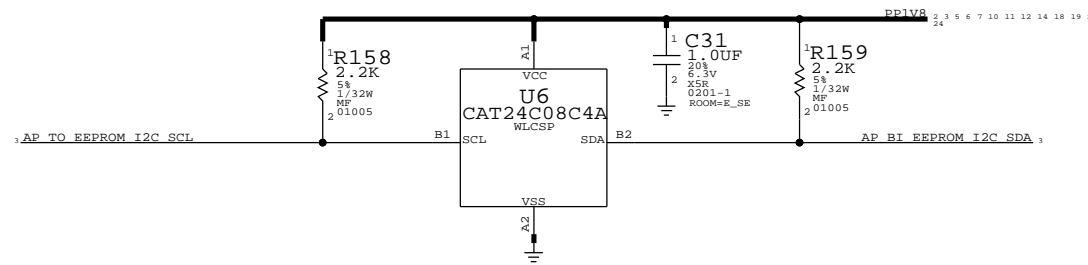 PP1V8 2 3 5 6 7 10 11 12 14 18 19
24
1 R158
2.2K
5%
1/32W
MF
01005
2
A1
VCC
U6
CAT24C08C4A
WLCSP
1 C31
1.0UF
20%
6.3V
X5R
0201-1
ROOM=E_SE
2
1 R159
2.2K
5%
1/32W
MF
01005
2
3 AP TO EEPROM I2C SCL
B1
SCL
SDA
B2
AP BI EEPROM I2C SDA 3
VSS
A2